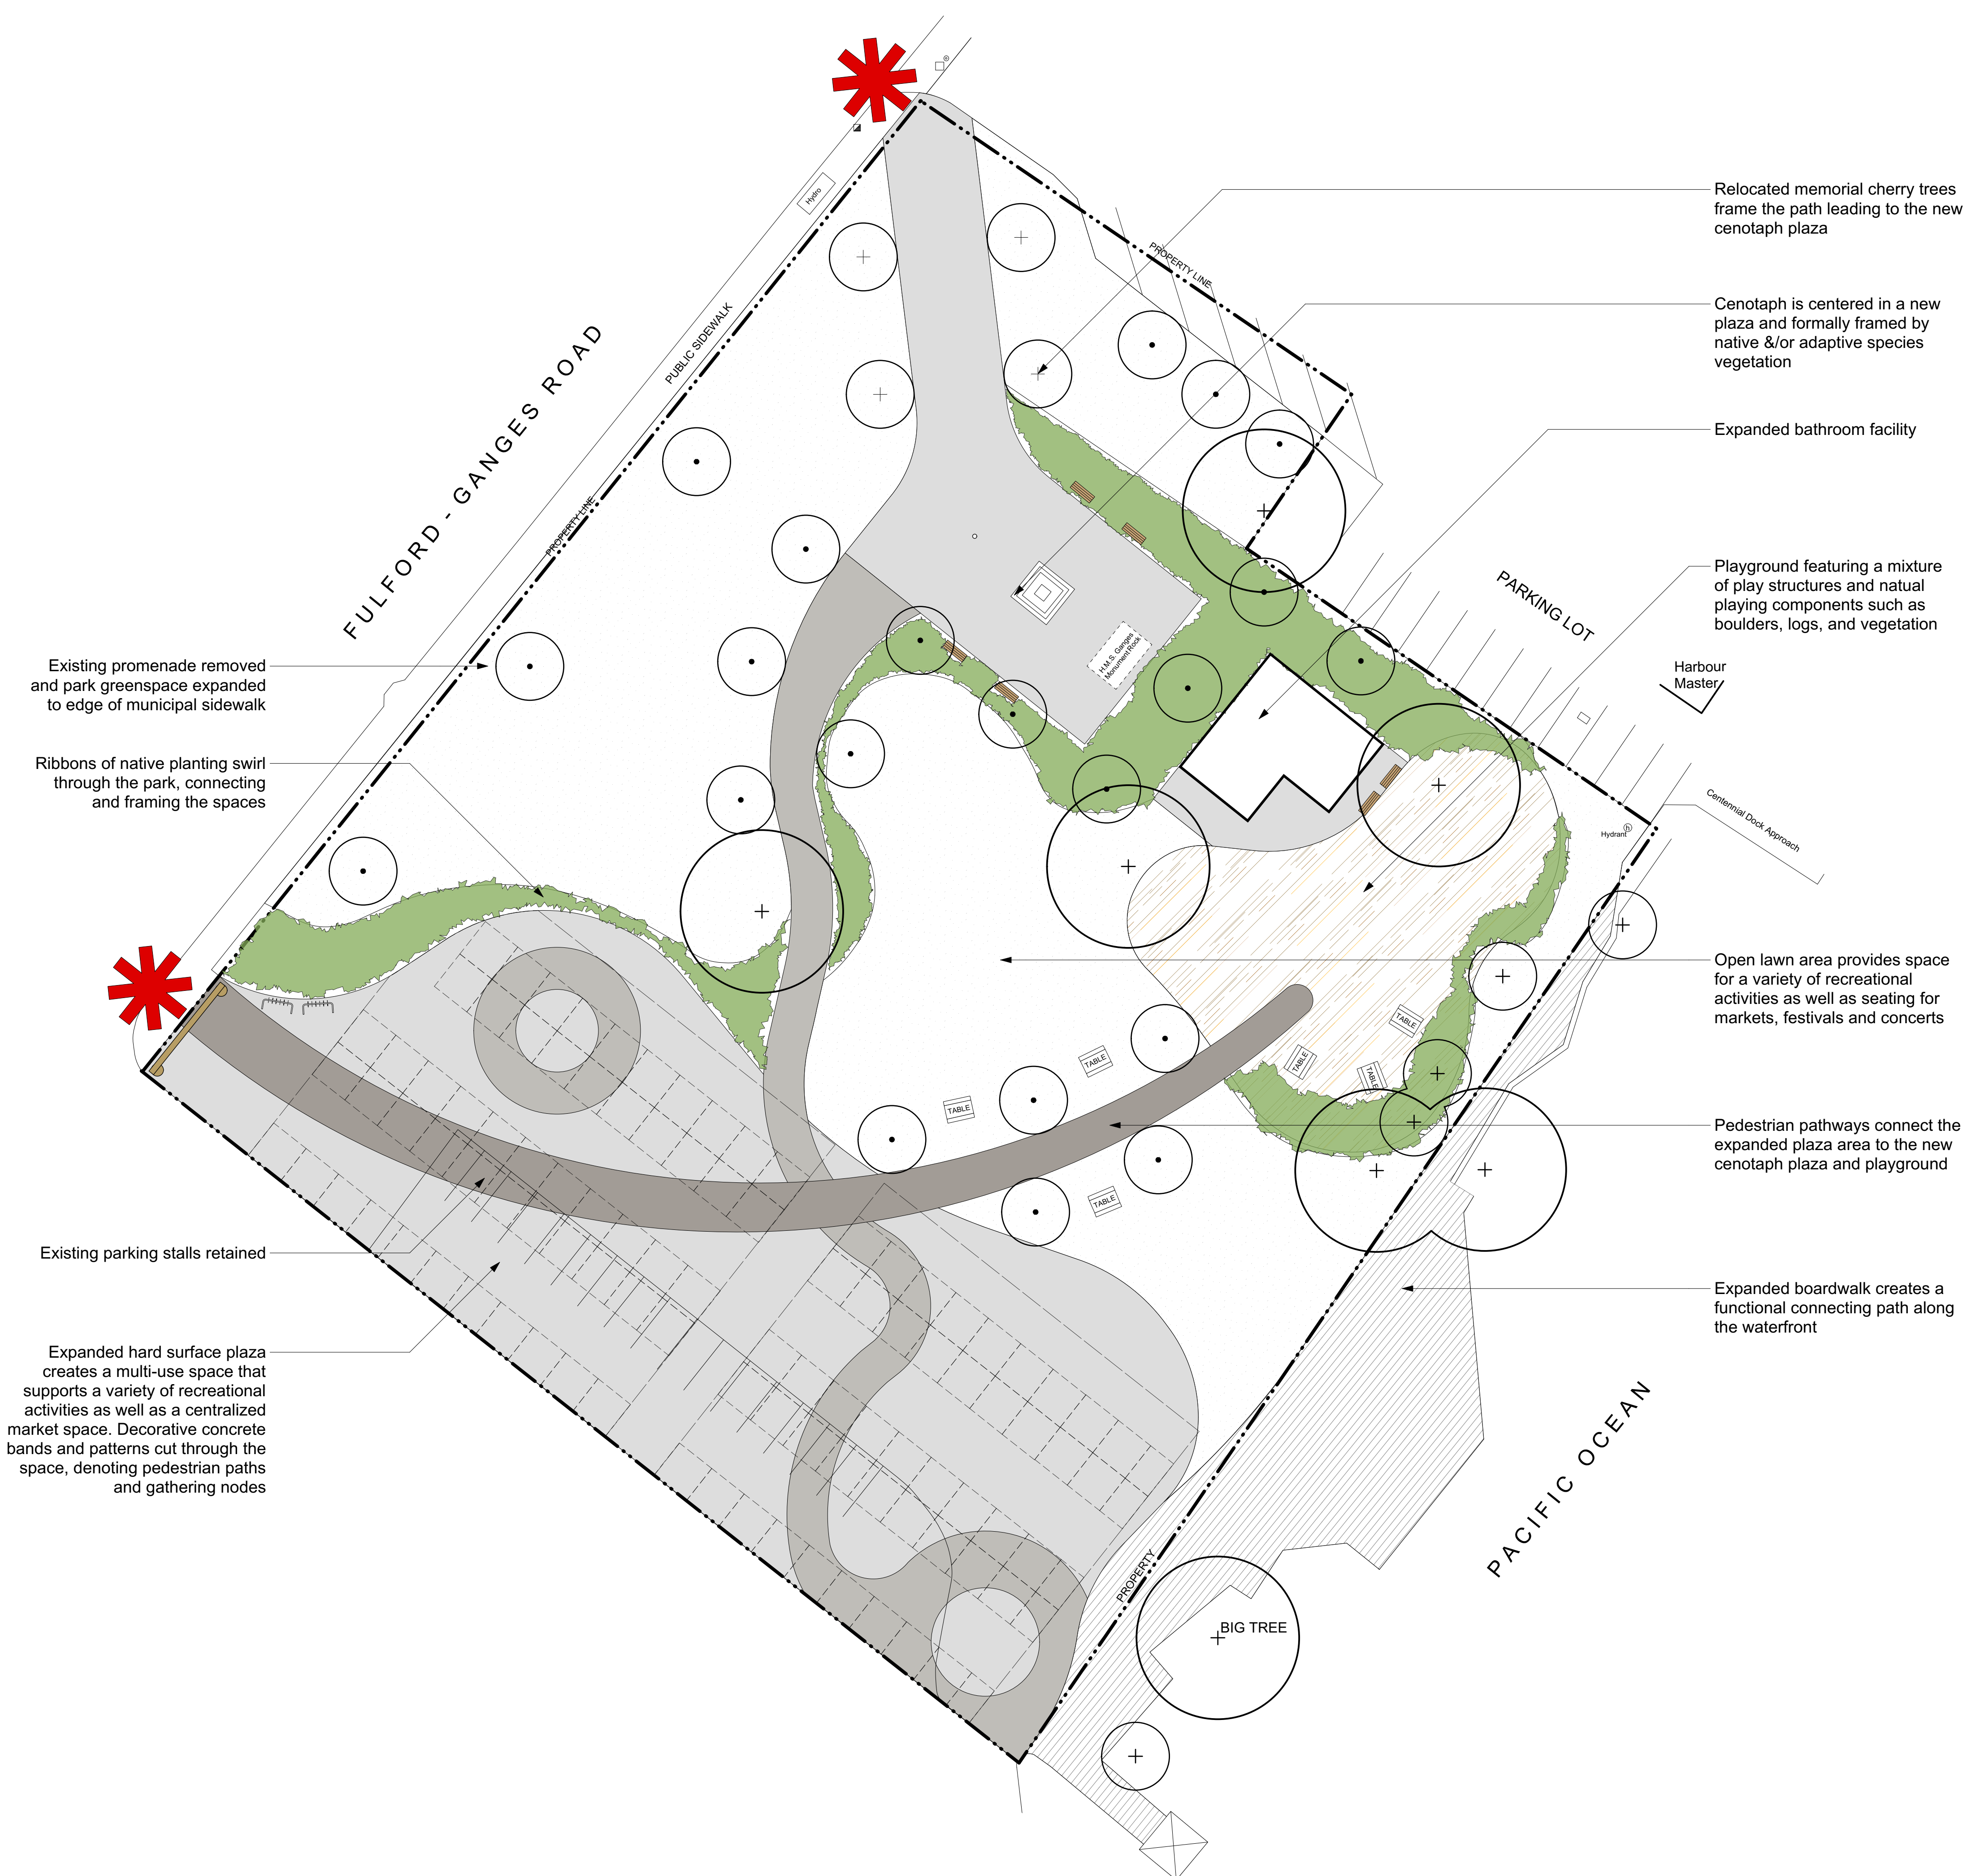 Hydro
PUBLIC SIDEWALK
PROPERTY LINE
FULFORD - GANGES ROAD
PROPERTY LINE
Relocated memorial cherry trees
frame the path leading to the new
cenotaph plaza
Cenotaph is centered in a new
plaza and formally framed by
native &/or adaptive species
vegetation
Expanded bathroom facility
Playground featuring a mixture
of play structures and natual
playing components such as
boulders, logs, and vegetation
PARKING LOT
Harbour
Master
H.M.S. Ganges
Monument Rock
Centennial Dock Approach
h
Hydrant
Existing promenade removed
and park greenspace expanded
to edge of municipal sidewalk
Ribbons of native planting swirl
through the park, connecting
and framing the spaces
Open lawn area provides space
for a variety of recreational
activities as well as seating for
markets, festivals and concerts
TABLE
TABLE
TABLE
TABLE
TABLE
TABLE
Pedestrian pathways connect the
expanded plaza area to the new
cenotaph plaza and playground
Existing parking stalls retained
Expanded boardwalk creates a
functional connecting path along
the waterfront
Expanded hard surface plaza
creates a multi-use space that
supports a variety of recreational
activities as well as a centralized
market space. Decorative concrete
bands and patterns cut through the
space, denoting pedestrian paths
and gathering nodes
PACIFIC OCEAN
PROPERTY
BIG TREE